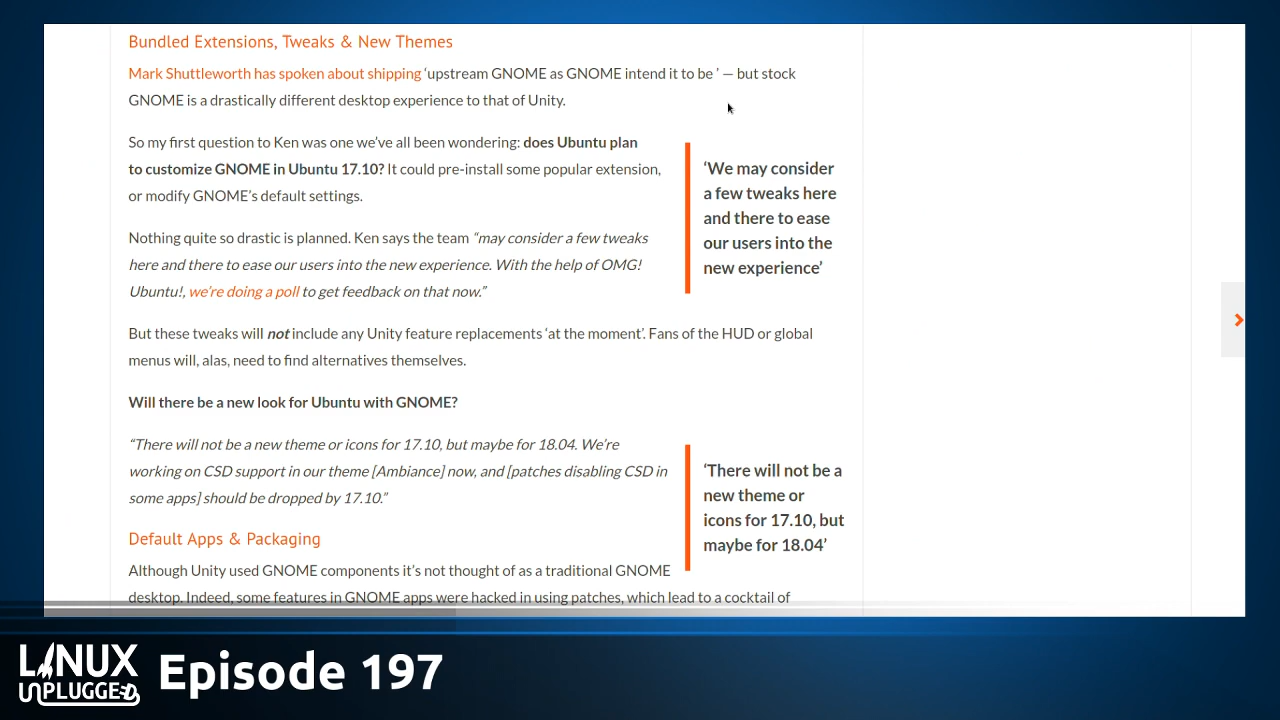 Bundled Extensions, Tweaks & New Themes
Mark Shuttleworth has spoken about shipping ‘upstream GNOME as GNOME intend it to be ’ — but stock
GNOME is a drastically different desktop experience to that of Unity.
So my first question to Ken was one we’ve all been wondering: does Ubuntu plan
to customize GNOME in Ubuntu 17.10? It could pre-install some popular extension,
or modify GNOME’s default settings.
‘We may consider
a few tweaks here
and there to ease
our users into the
new experience’
Nothing quite so drastic is planned. Ken says the team “may consider a few tweaks
here and there to ease our users into the new experience. With the help of OMG!
Ubuntu!, we’re doing a poll to get feedback on that now.”
But these tweaks will not include any Unity feature replacements ‘at the moment’. Fans of the HUD or global
menus will, alas, need to find alternatives themselves.
Will there be a new look for Ubuntu with GNOME?
“There will not be a new theme or icons for 17.10, but maybe for 18.04. We’re
working on CSD support in our theme [Ambiance] now, and [patches disabling CSD in
some apps] should be dropped by 17.10.”
‘There will not be a
new theme or
icons for 17.10, but
maybe for 18.04’
Default Apps & Packaging
Although Unity used GNOME components it’s not thought of as a traditional GNOME
desktop. Indeed, some features in GNOME apps were hacked in using patches, which lead to a cocktail of
LINUX
UNPLUGGED
Episode 197